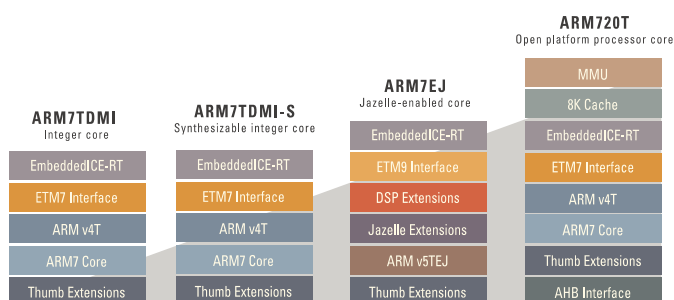 ARM7TDMI
Integer core
EmbeddedICE-RT
ETM7 Interface
ARM v4T
ARM7 Core
Thumb Extensions
ARM7TDMI-S
Synthesizable integer core
EmbeddedICE-RT
ETM7 Interface
ARM v4T
ARM7 Core
Thumb Extensions
ARM7EJ
Jazelle-enabled core
EmbeddedICE-RT
ETM9 Interface
DSP Extensions
Jazelle Extensions
ARM v5TEJ
Thumb Extensions
ARM720T
Open platform processor core
MMU
8K Cache
EmbeddedICE-RT
ETM7 Interface
ARM v4T
ARM7 Core
Thumb Extensions
AHB Interface